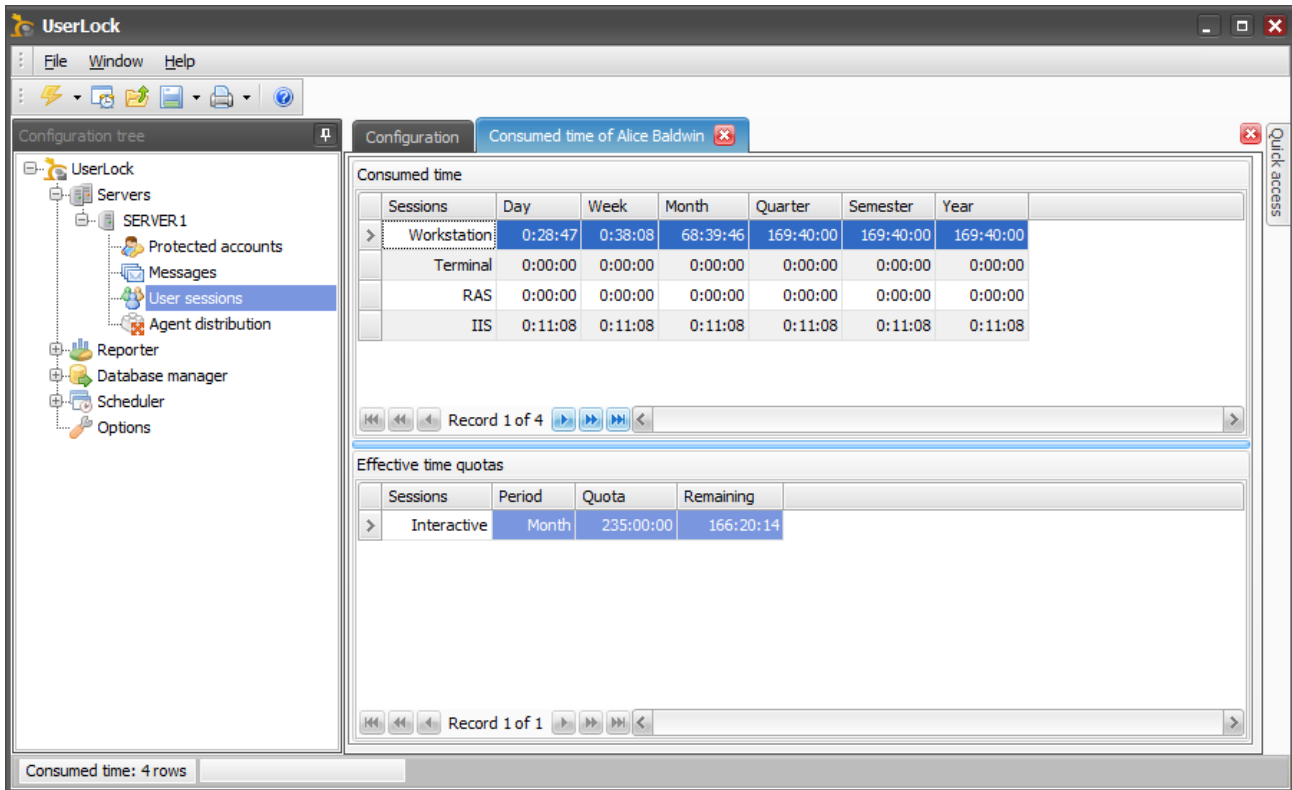 UserLock
File Window Help
Configuration tree
UserLock
Servers
SERVER1
Protected accounts
Messages
User sessions
Agent distribution
Reporter
Database manager
Scheduler
Options
Configuration Consumed time of Alice Baldwin
Quick access
Consumed time
Sessions Day Week Month Quarter Semester Year
Workstation 0:28:47 0:38:08 68:39:46 169:40:00 169:40:00 169:40:00
Terminal 0:00:00 0:00:00 0:00:00 0:00:00 0:00:00 0:00:00
RAS 0:00:00 0:00:00 0:00:00 0:00:00 0:00:00 0:00:00
IIS 0:11:08 0:11:08 0:11:08 0:11:08 0:11:08 0:11:08
Record 1 of 4
Effective time quotas
Sessions Period Quota Remaining
Interactive Month 235:00:00 166:20:14
Record 1 of 1
Consumed time: 4 rows